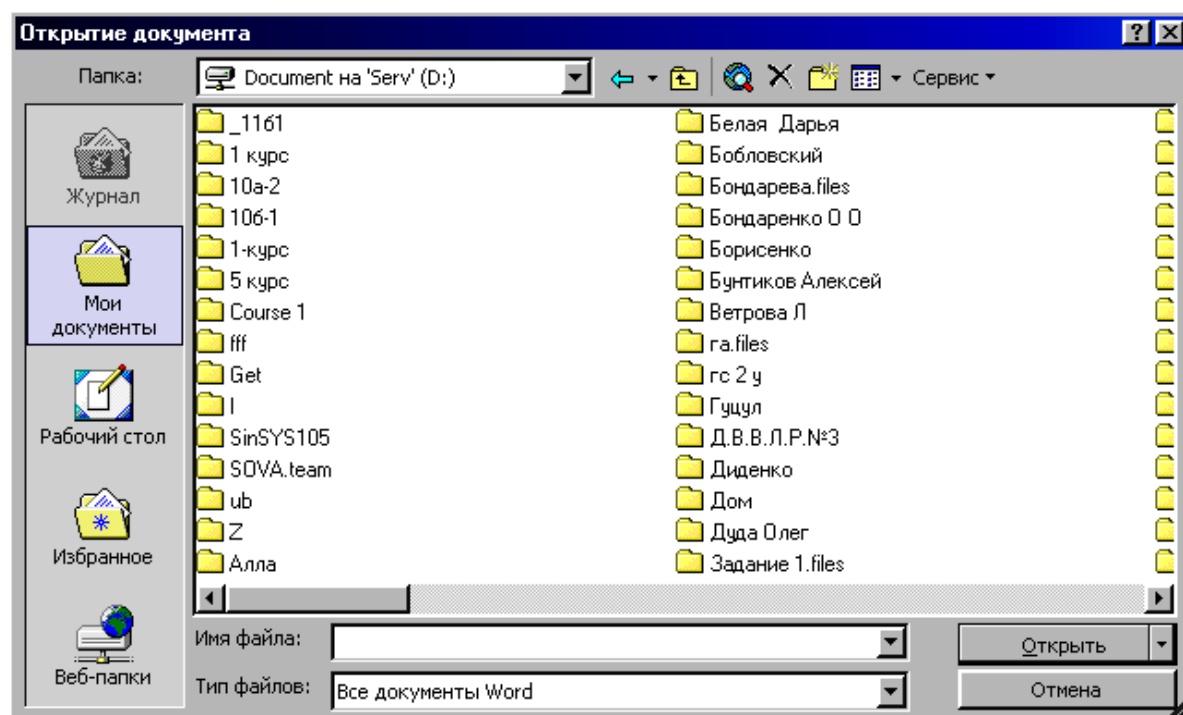 Открытие документа
Папка:
Document на 'Serv' (D:)
Сервис
Журнал
Мои
документы
Рабочий стол
Избранное
Веб-папки
_1161
1 курс
10а-2
10б-1
1-курс
5 курс
Course 1
fff
Get
I
SinSYS105
SOVA.team
ub
Z
Алла
Белая Дарья
Бобловский
Бондарева.files
Бондаренко О О
Борисенко
Бунтиков Алексей
Ветрова Л
га.files
гс 2 у
Гуцул
Д.В.В.Л.Р.№3
Диденко
Дом
Дуда Олег
Задание 1.files
Имя файла:
Открыть
Тип файлов:
Все документы Word
Отмена